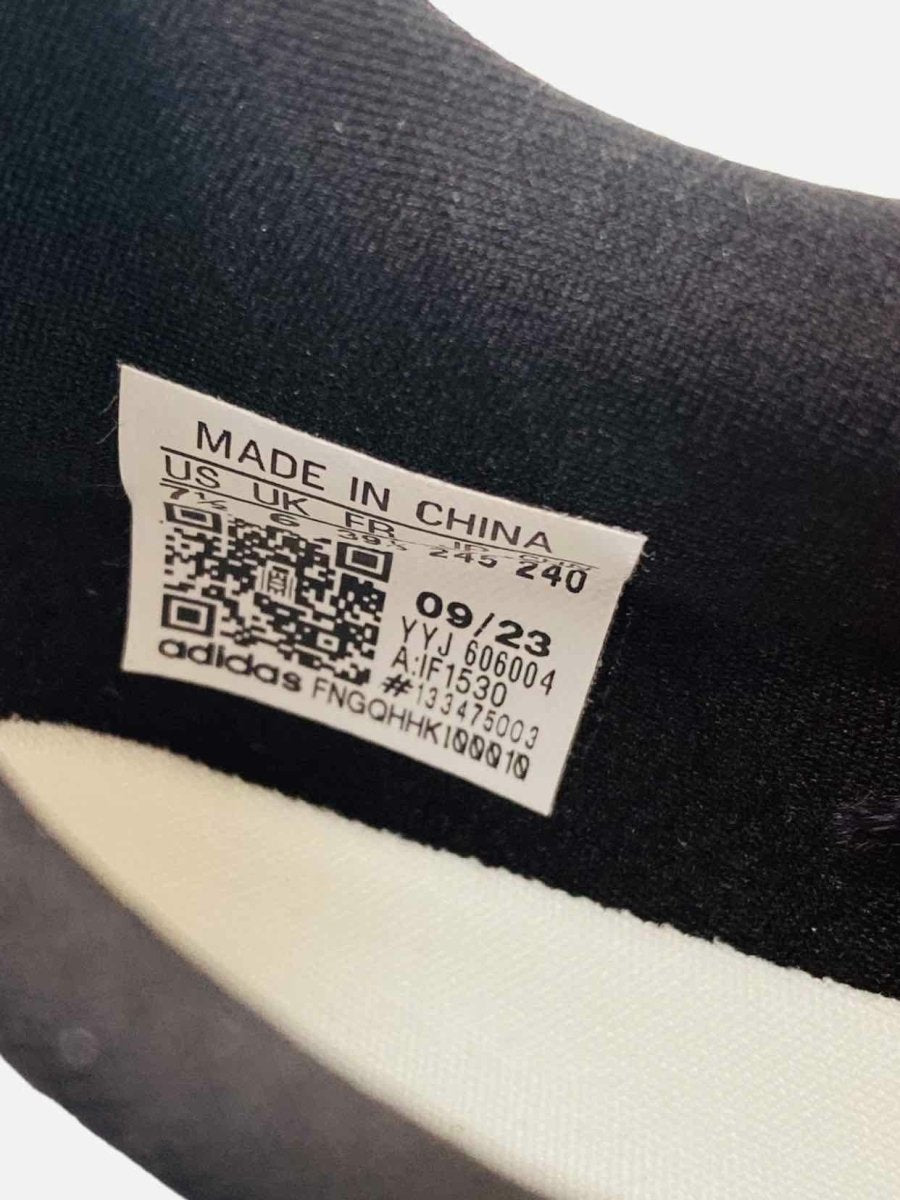 MADE IN CHINA
US UK FR JP CHN
7½ 6 39⅓ 245 240
09/23
YYJ 606004
A:IF1530
#133475003
adidas FNGQHHKI00010